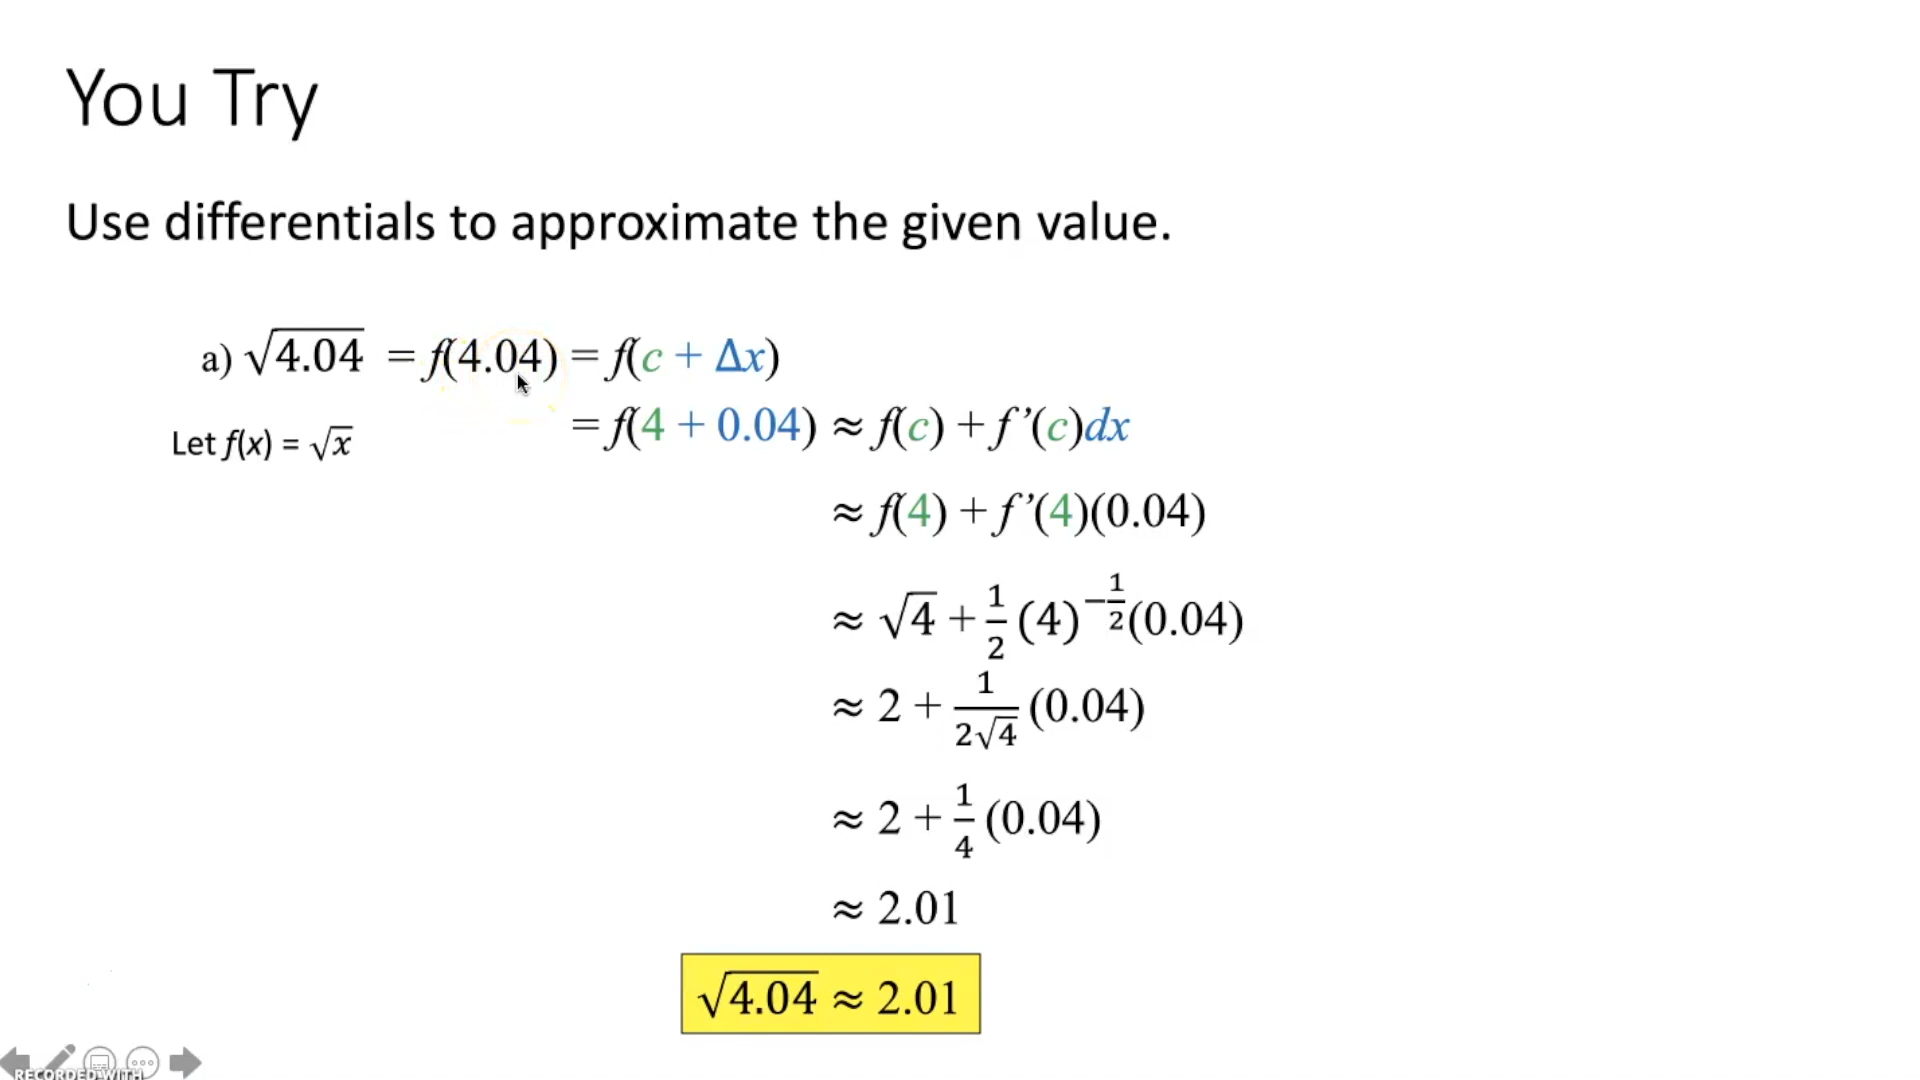 You Try
Use differentials to approximate the given value.
a) √4.04 = f(4.04) = f(c + Δx)
= f(4 + 0.04) ≈ f(c) + f’(c)dx
Let f(x) = √x
≈ f(4) + f’(4)(0.04)
≈ √4 + 1/2 (4)^(−1/2)(0.04)
≈ 2 + 1/(2√4) (0.04)
≈ 2 + 1/4 (0.04)
≈ 2.01
√4.04 ≈ 2.01
RECORDED WITH